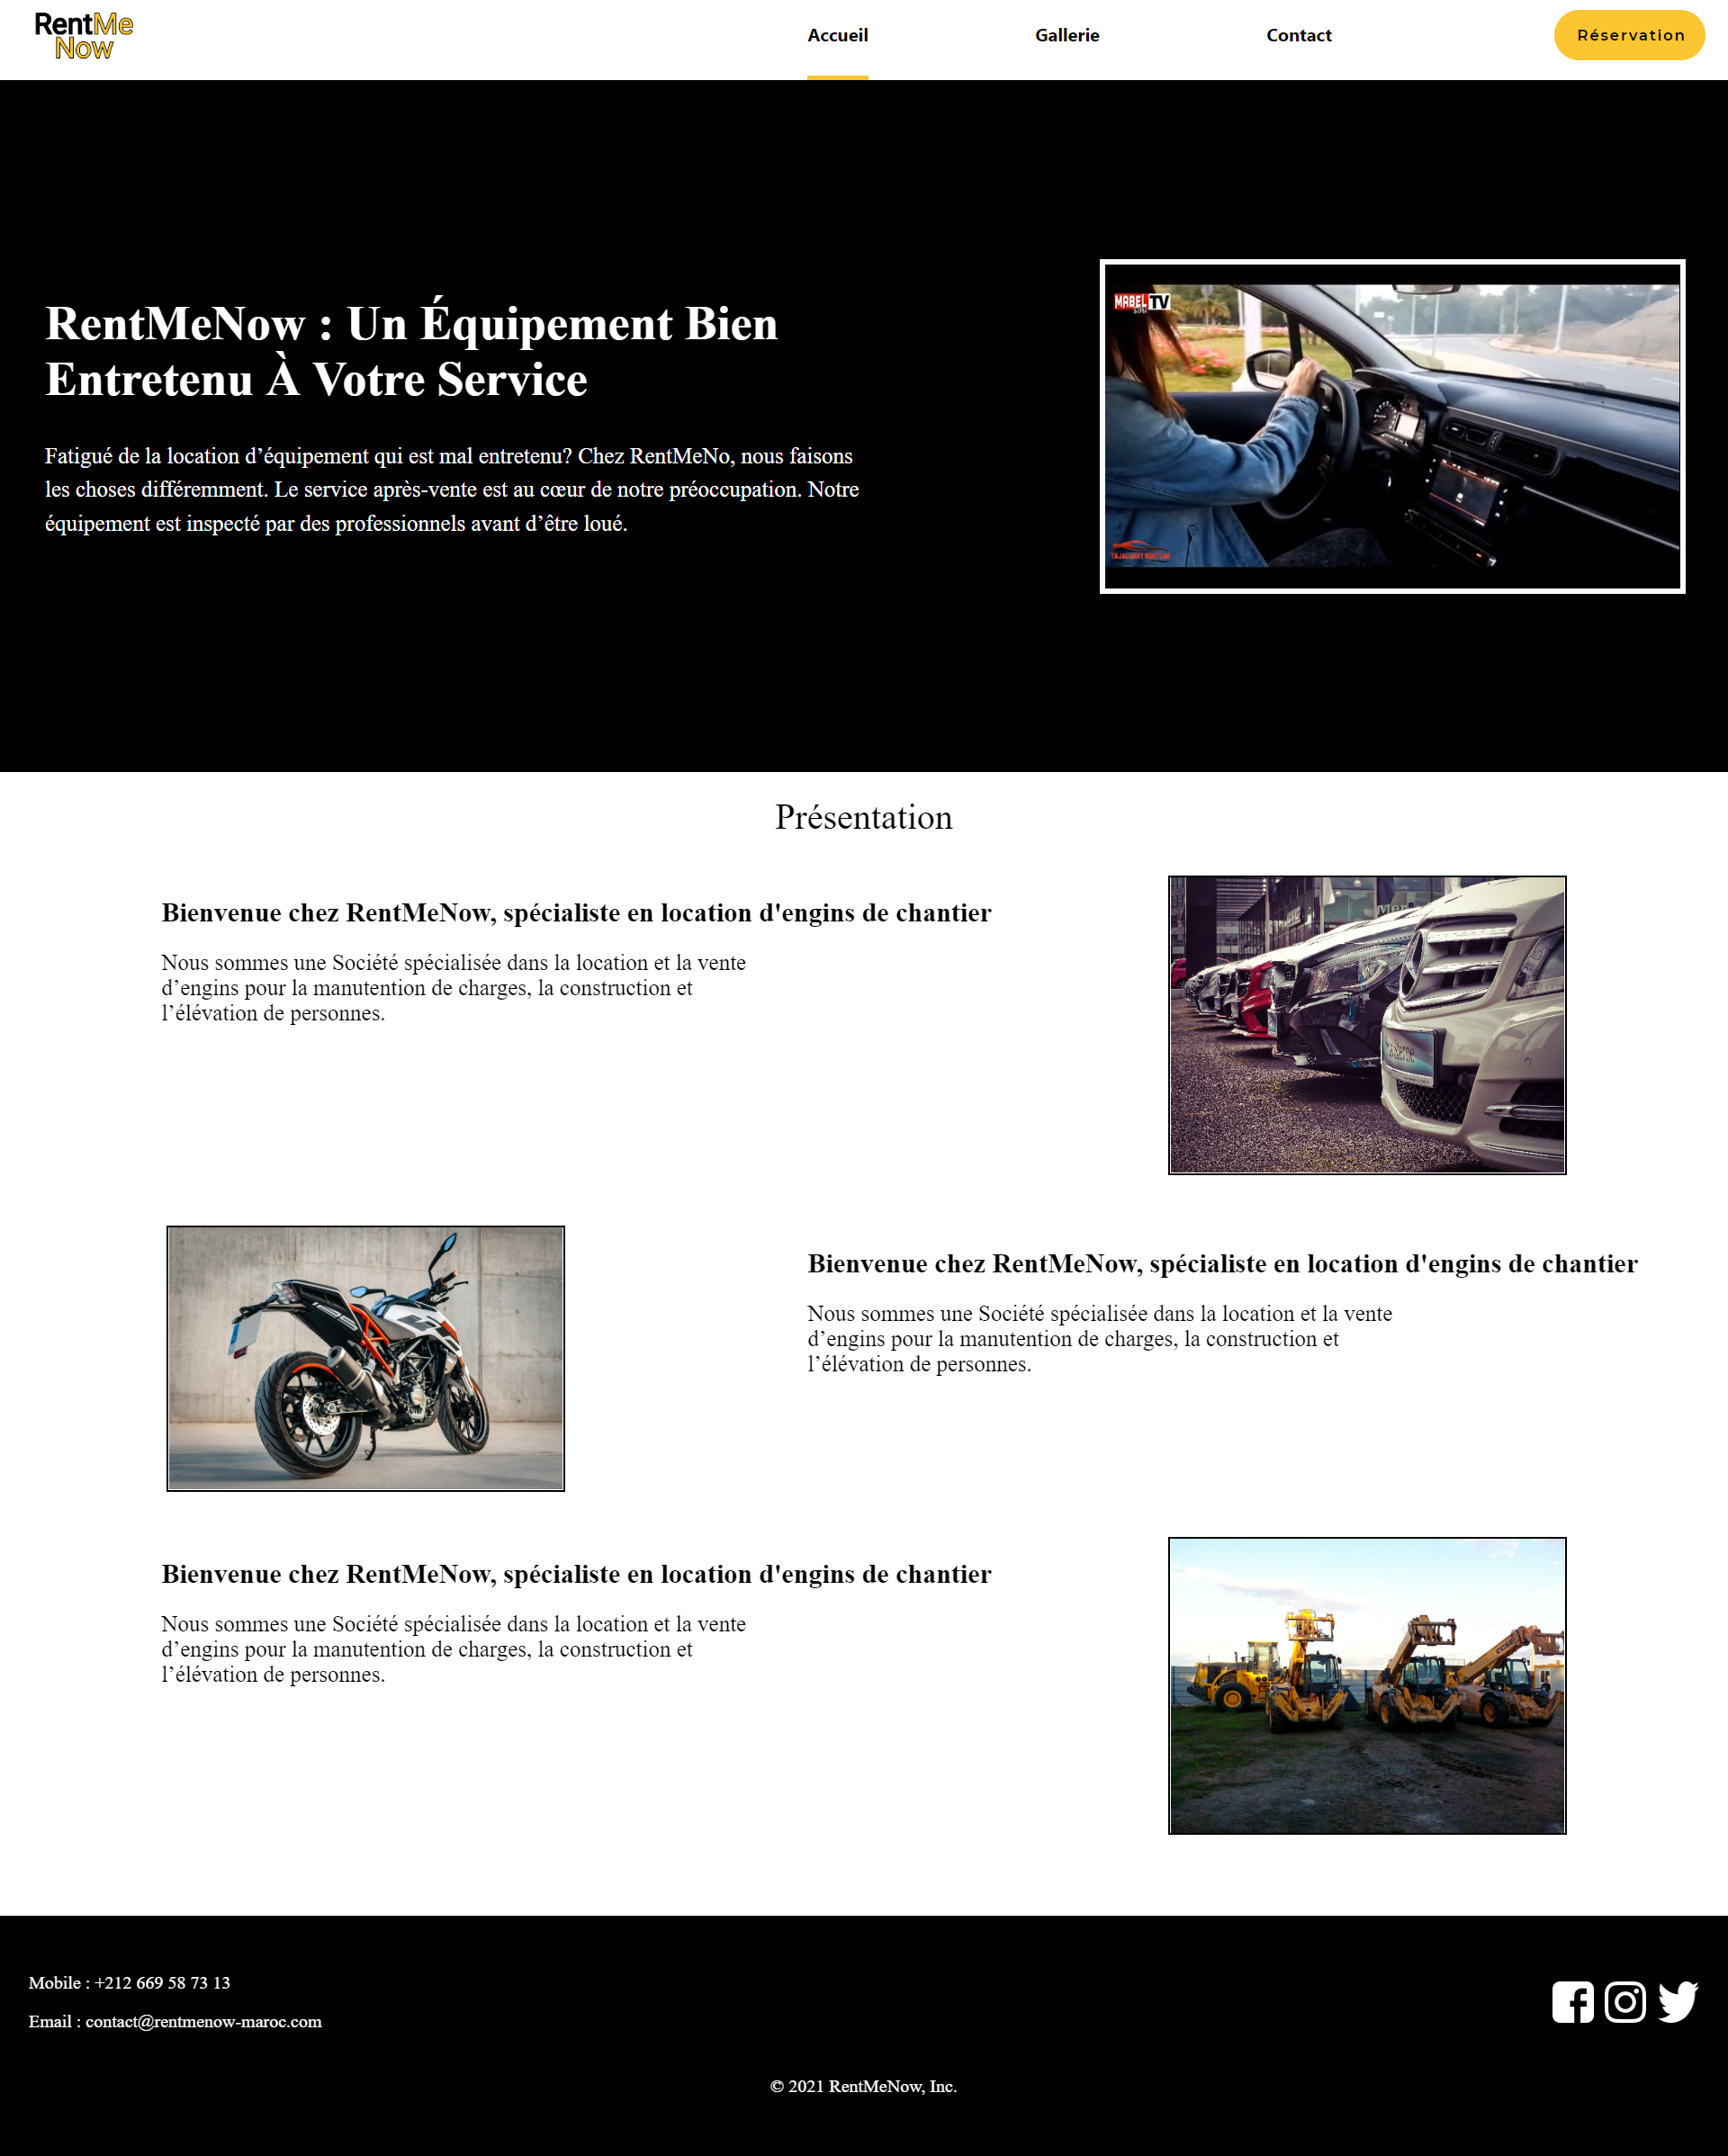 RentMe
Now
Accueil
Gallerie
Contact
Réservation
RentMeNow : Un Équipement Bien
Entretenu À Votre Service
Fatigué de la location d’équipement qui est mal entretenu? Chez RentMeNo, nous faisons
les choses différemment. Le service après-vente est au cœur de notre préoccupation. Notre
équipement est inspecté par des professionnels avant d’être loué.
MABEL TV
TAJALMOST RENT CAR
Présentation
Bienvenue chez RentMeNow, spécialiste en location d'engins de chantier
Nous sommes une Société spécialisée dans la location et la vente
d’engins pour la manutention de charges, la construction et
l’élévation de personnes.
125
Bienvenue chez RentMeNow, spécialiste en location d'engins de chantier
Nous sommes une Société spécialisée dans la location et la vente
d’engins pour la manutention de charges, la construction et
l’élévation de personnes.
Bienvenue chez RentMeNow, spécialiste en location d'engins de chantier
Nous sommes une Société spécialisée dans la location et la vente
d’engins pour la manutention de charges, la construction et
l’élévation de personnes.
CASE
Mobile : +212 669 58 73 13
Email : contact@rentmenow-maroc.com
© 2021 RentMeNow, Inc.